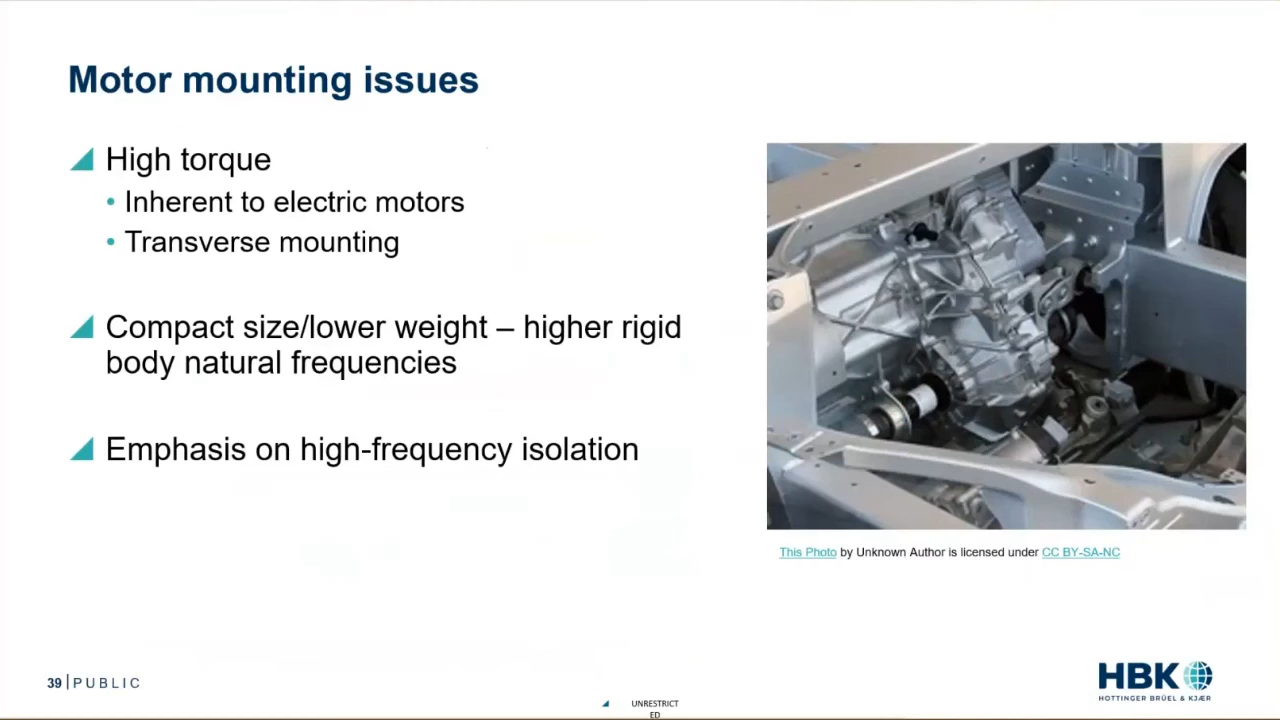 Motor mounting issues
High torque
• Inherent to electric motors
• Transverse mounting
Compact size/lower weight – higher rigid
body natural frequencies
Emphasis on high-frequency isolation
This Photo by Unknown Author is licensed under CC BY-SA-NC
39 | PUBLIC
HBK
HOTTINGER BRÜEL & KJÆR
UNRESTRICT
ED